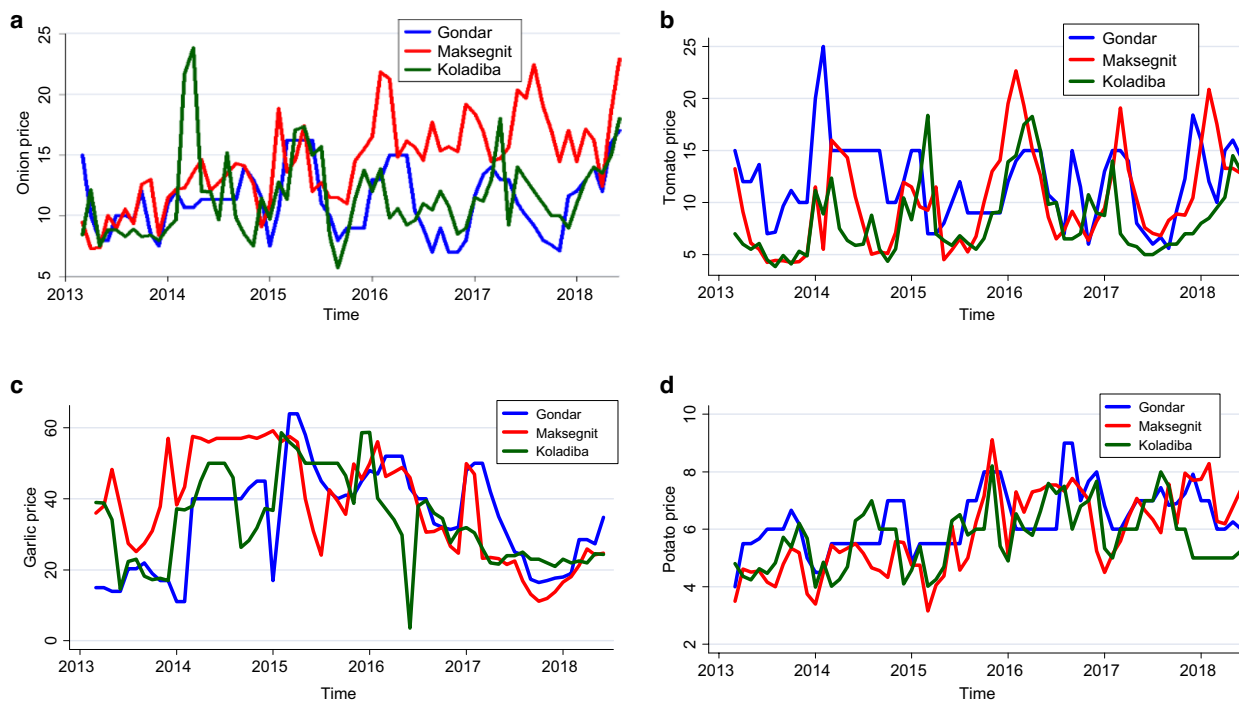 a
Onion price
25
20
15
10
5
2013 2014 2015 2016 2017 2018
Time
Gondar
Maksegnit
Koladiba
b
Tomato price
25
20
15
10
5
2013 2014 2015 2016 2017 2018
Time
Gondar
Maksegnit
Koladiba
c
Garlic price
60
40
20
0
2013 2014 2015 2016 2017 2018
Time
Gondar
Maksegnit
Koladiba
d
Potato price
10
8
6
4
2
2013 2014 2015 2016 2017 2018
Time
Gondar
Maksegnit
Koladiba